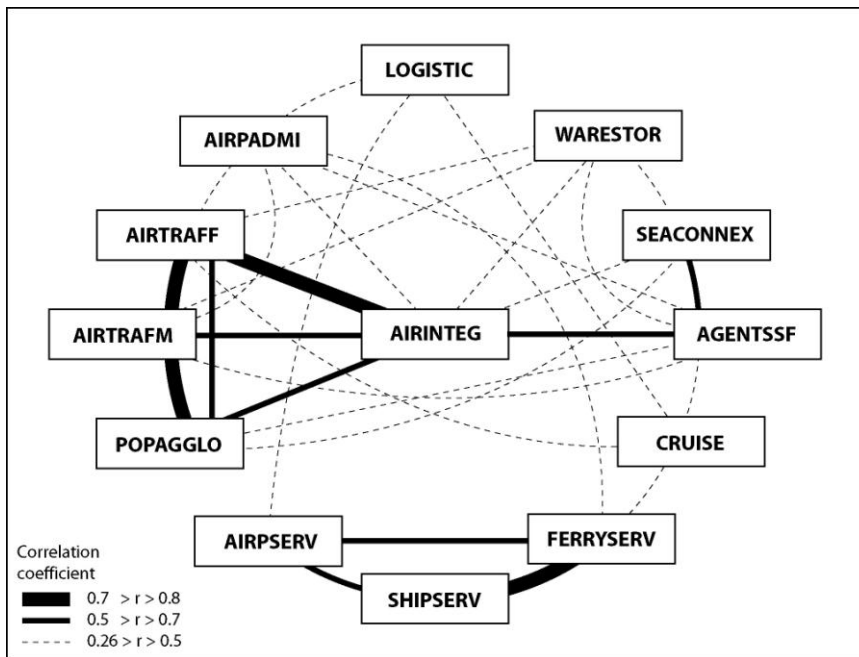 LOGISTIC
WARESTOR
AIRPADMI
AIRTRAFF
SEACONNEX
AIRTRAFM
AIRINTEG
AGENTSSF
POPAGGLO
CRUISE
AIRPSERV
FERRYSERV
SHIPSERV
Correlation
coefficient
0.7 > r > 0.8
0.5 > r > 0.7
0.26 > r > 0.5